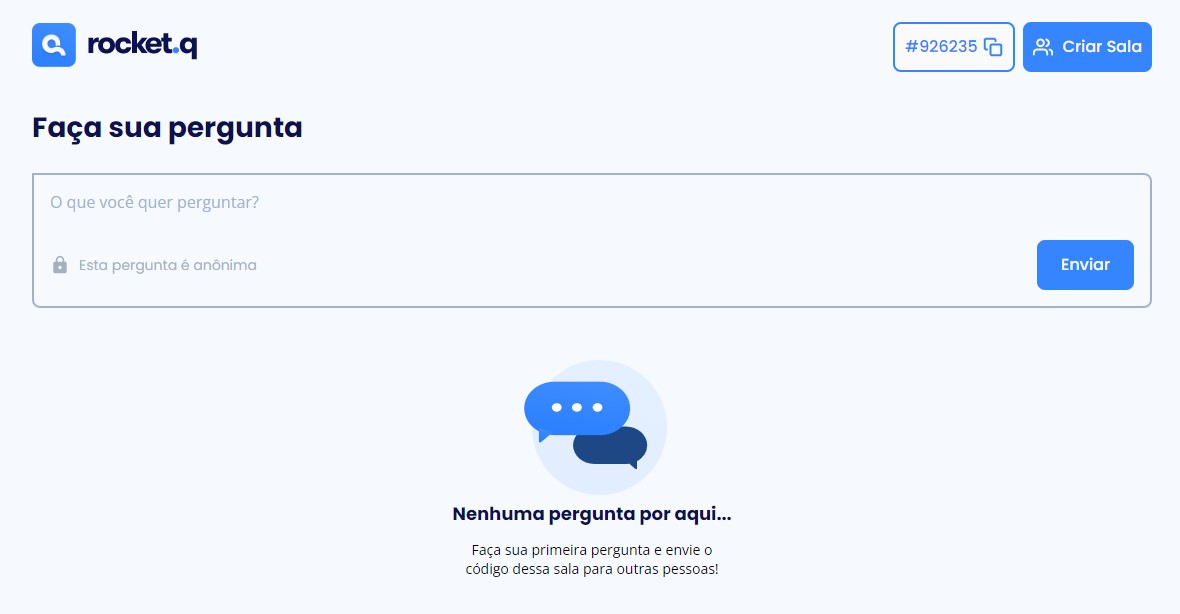 rocket.q
#926235
Criar Sala
Faça sua pergunta
O que você quer perguntar?
Esta pergunta é anônima
Enviar
Nenhuma pergunta por aqui...
Faça sua primeira pergunta e envie o
código dessa sala para outras pessoas!